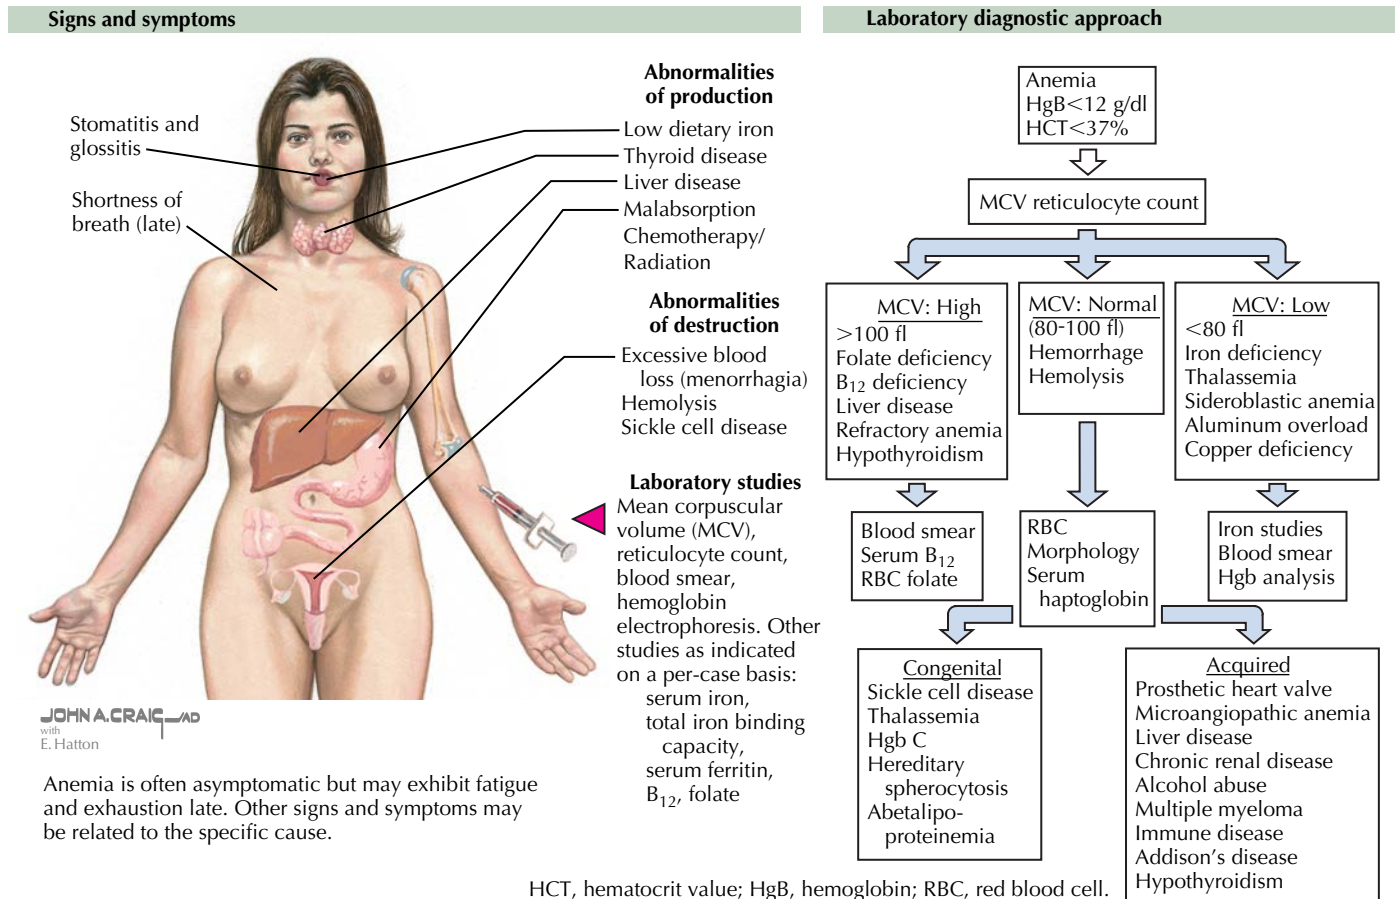 Signs and symptoms
Stomatitis and
glossitis
Shortness of
breath (late)
Abnormalities
of production
Low dietary iron
Thyroid disease
Liver disease
Malabsorption
Chemotherapy/
Radiation
Abnormalities
of destruction
Excessive blood
loss (menorrhagia)
Hemolysis
Sickle cell disease
Laboratory studies
Mean corpuscular
volume (MCV),
reticulocyte count,
blood smear,
hemoglobin
electrophoresis. Other
studies as indicated
on a per-case basis:
serum iron,
total iron binding
capacity,
serum ferritin,
B12, folate
JOHN A. CRAIG_AD
with
E. Hatton
Anemia is often asymptomatic but may exhibit fatigue
and exhaustion late. Other signs and symptoms may
be related to the specific cause.
Laboratory diagnostic approach
Anemia
HgB<12 g/dl
HCT<37%
MCV reticulocyte count
MCV: High
>100 fl
Folate deficiency
B12 deficiency
Liver disease
Refractory anemia
Hypothyroidism
MCV: Normal
(80-100 fl)
Hemorrhage
Hemolysis
MCV: Low
<80 fl
Iron deficiency
Thalassemia
Sideroblastic anemia
Aluminum overload
Copper deficiency
Blood smear
Serum B12
RBC folate
RBC
Morphology
Serum
haptoglobin
Iron studies
Blood smear
Hgb analysis
Congenital
Sickle cell disease
Thalassemia
Hgb C
Hereditary
spherocytosis
Abetalipo-
proteinemia
Acquired
Prosthetic heart valve
Microangiopathic anemia
Liver disease
Chronic renal disease
Alcohol abuse
Multiple myeloma
Immune disease
Addison's disease
Hypothyroidism
HCT, hematocrit value; HgB, hemoglobin; RBC, red blood cell.